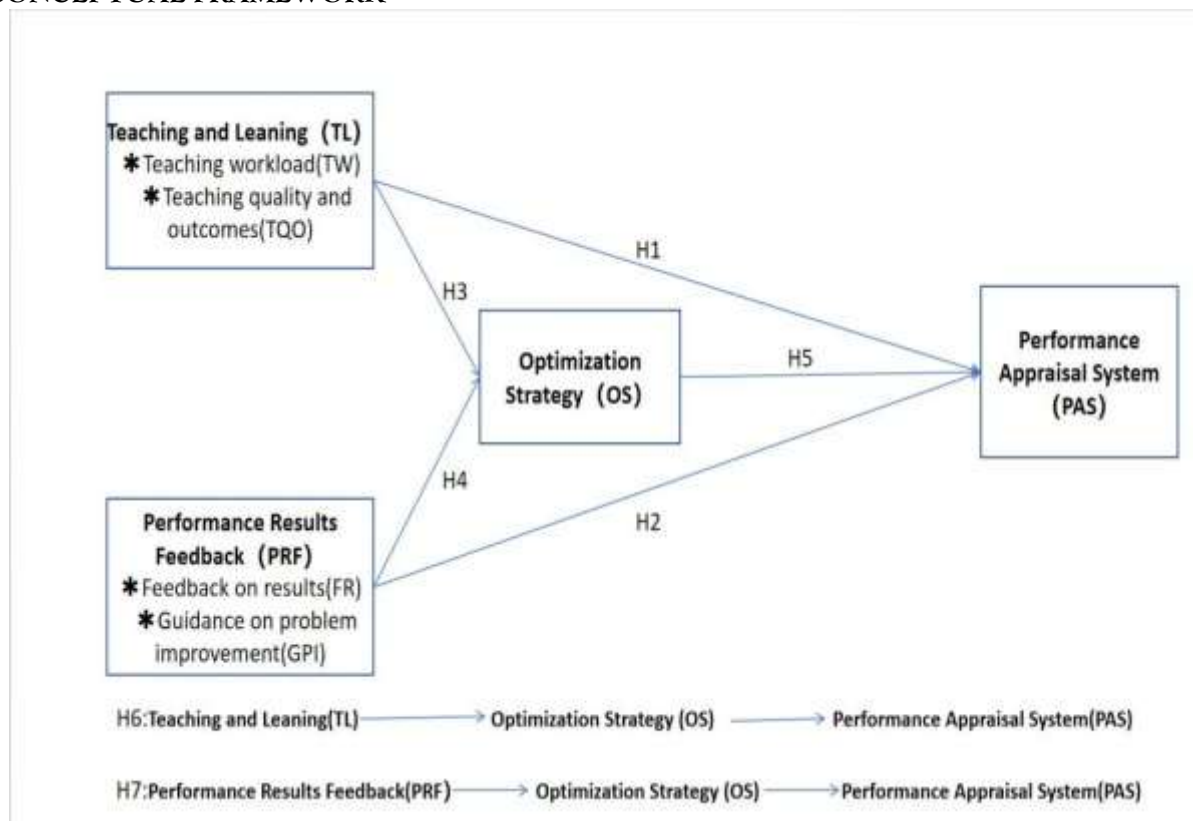 CONCEPTUAL FRAMEWORK
Teaching and Leaning (TL)
✱Teaching workload(TW)
✱Teaching quality and
outcomes(TQO)
H1
H3
Optimization
Strategy (OS)
H5
Performance
Appraisal System
(PAS)
H4
H2
Performance Results
Feedback (PRF)
✱Feedback on results(FR)
✱Guidance on problem
improvement(GPI)
H6:Teaching and Leaning(TL) Optimization Strategy (OS) Performance Appraisal System(PAS)
H7:Performance Results Feedback(PRF) Optimization Strategy (OS) Performance Appraisal System(PAS)